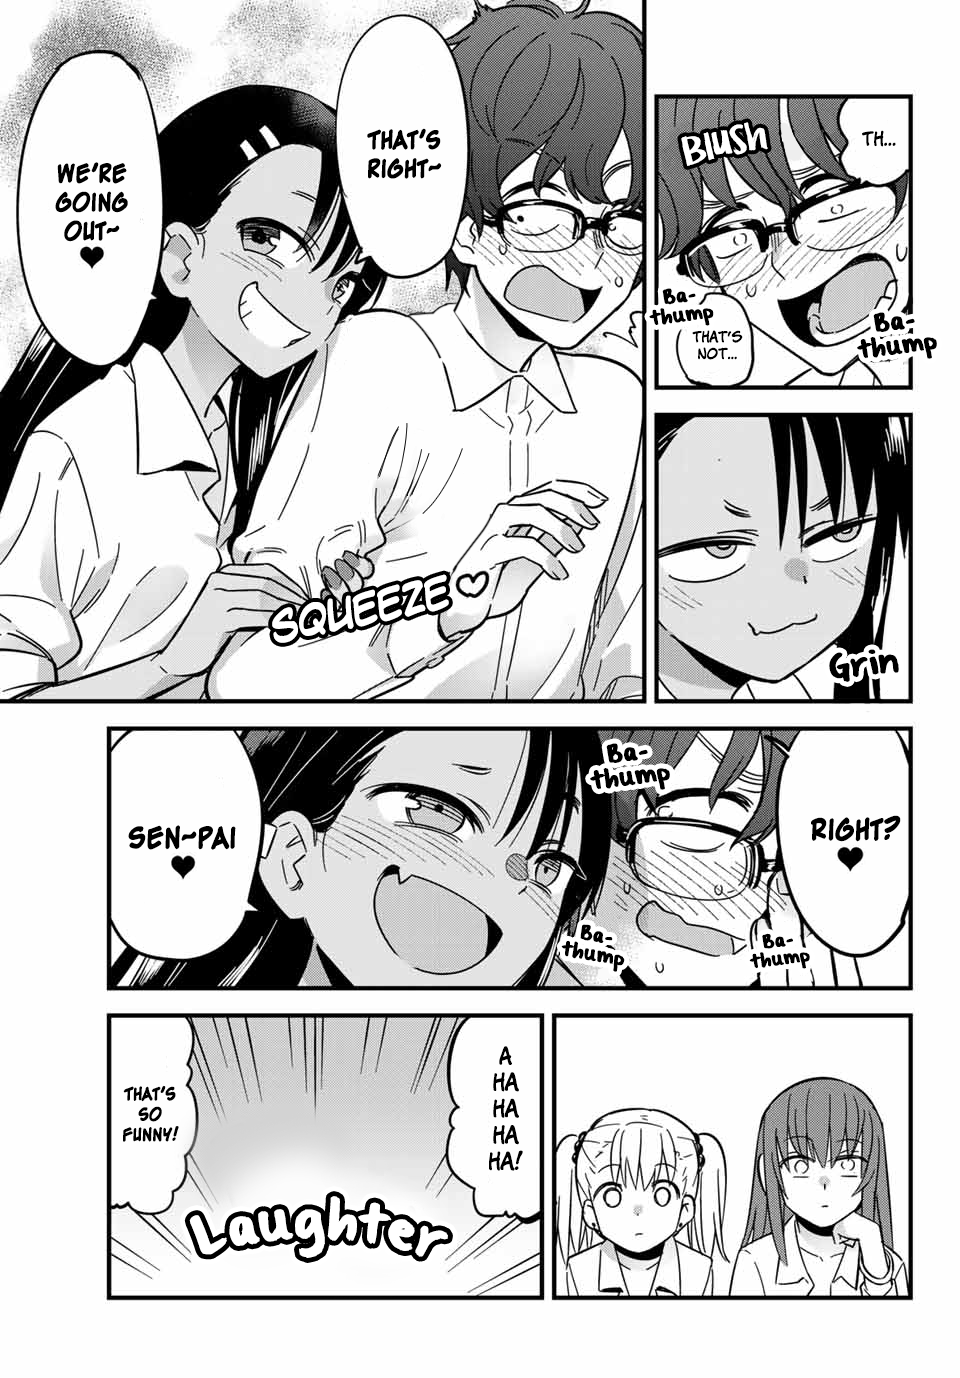 TH...
Blush
Ba-
thump
Ba-
thump
THAT'S
NOT...
Grin
THAT'S
RIGHT~
WE'RE
GOING
OUT~
♥
SQUEEZE ♥
RIGHT?
♥
Ba-
thump
Ba-
thump
Ba-
thump
SEN~PAI
♥
A
HA
HA
HA
HA!
THAT'S
SO
FUNNY!
Laughter